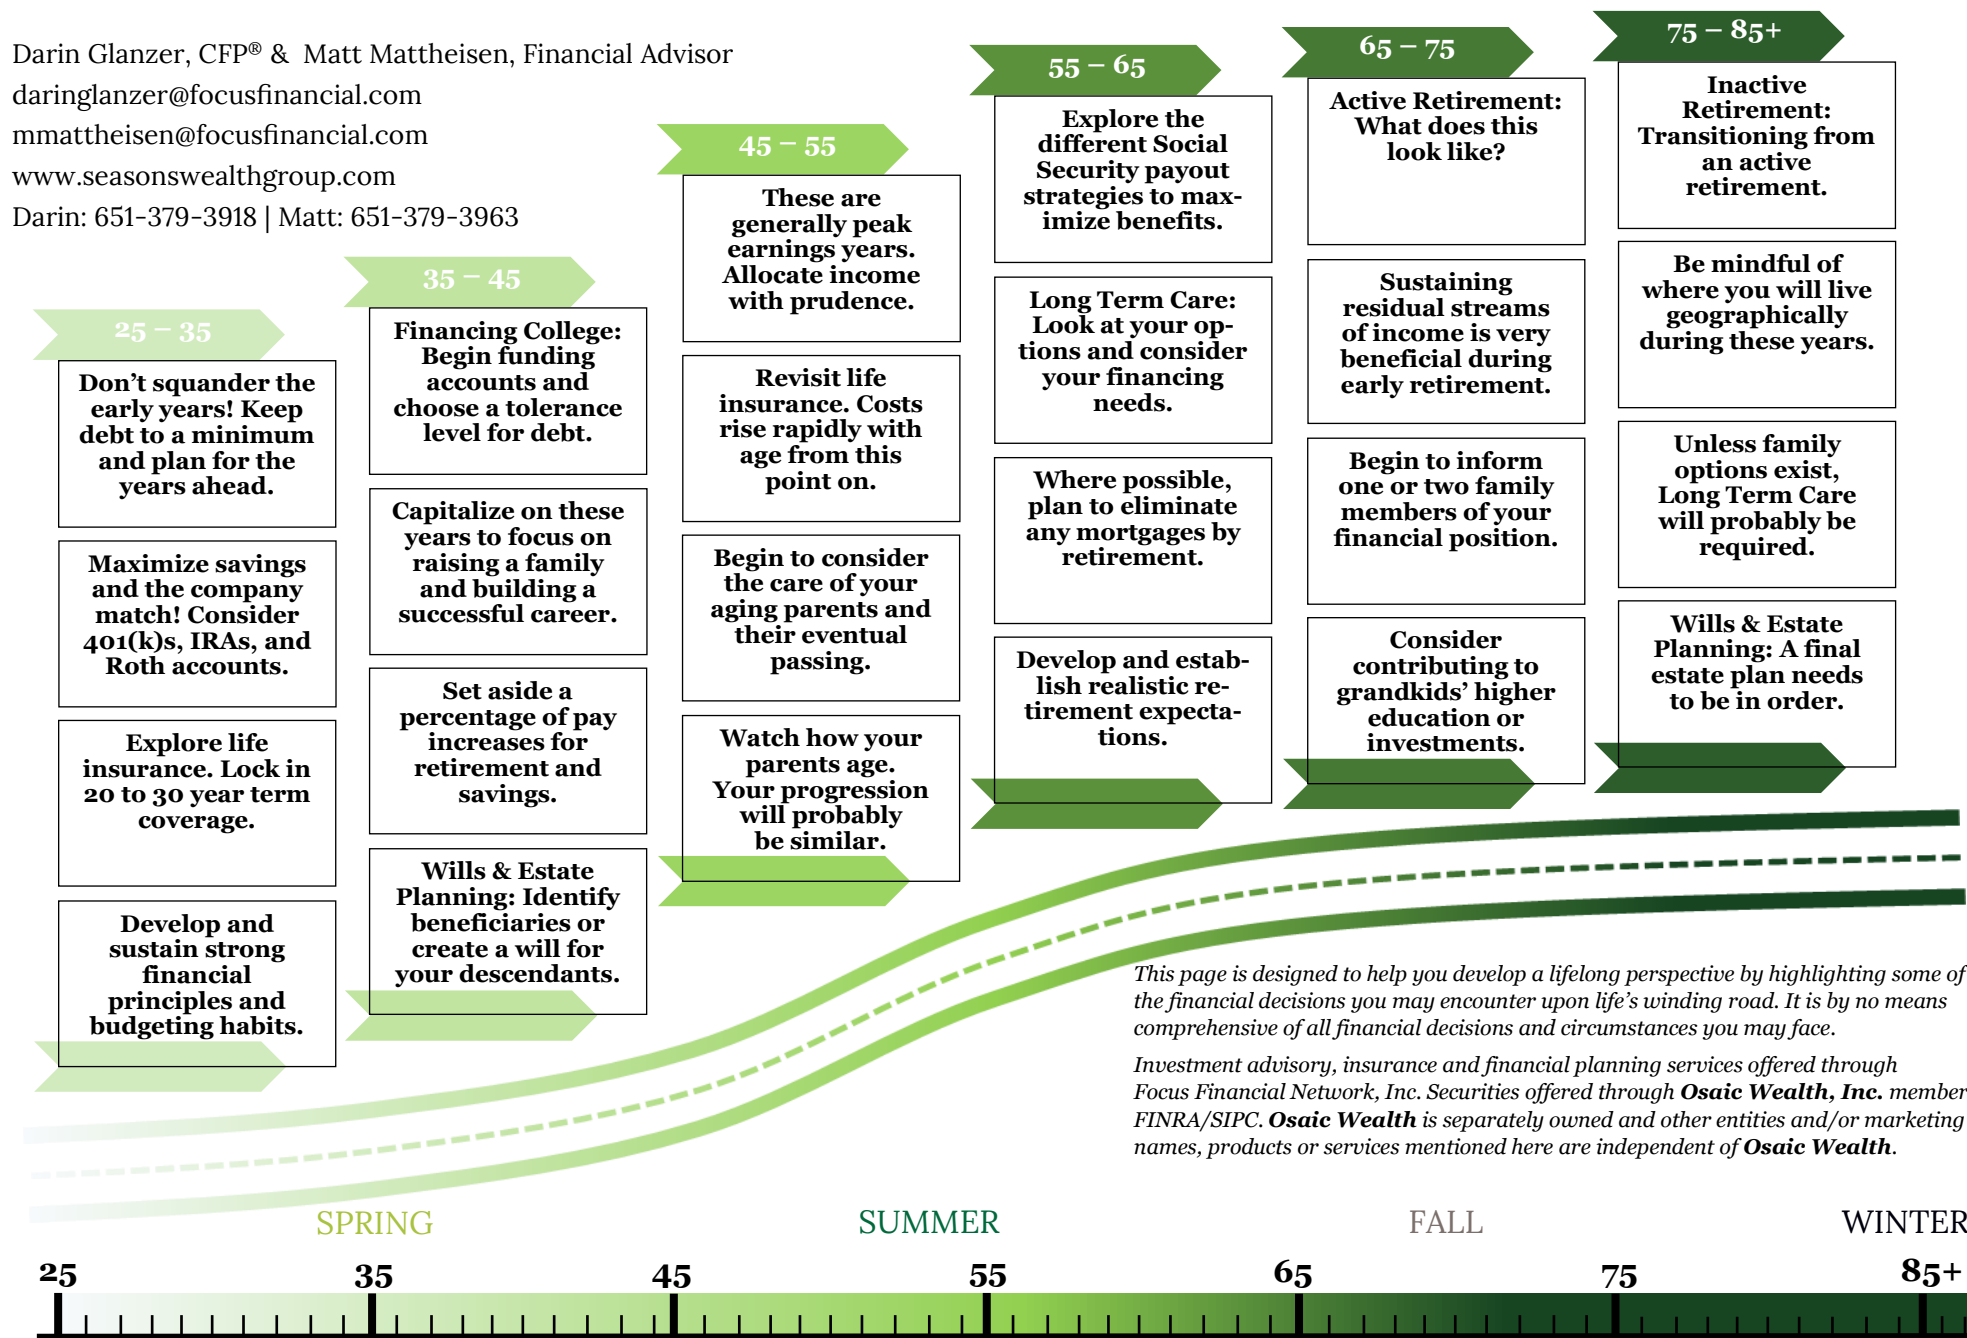 Darin Glanzer, CFP® & Matt Mattheisen, Financial Advisor
daringlanzer@focusfinancial.com
mmattheisen@focusfinancial.com
www.seasonswealthgroup.com
Darin: 651-379-3918 | Matt: 651-379-3963
25 – 35
Don’t squander the
early years! Keep
debt to a minimum
and plan for the
years ahead.
Maximize savings
and the company
match! Consider
401(k)s, IRAs, and
Roth accounts.
Explore life
insurance. Lock in
20 to 30 year term
coverage.
Develop and
sustain strong
financial
principles and
budgeting habits.
35 – 45
Financing College:
Begin funding
accounts and
choose a tolerance
level for debt.
Capitalize on these
years to focus on
raising a family
and building a
successful career.
Set aside a
percentage of pay
increases for
retirement and
savings.
Wills & Estate
Planning: Identify
beneficiaries or
create a will for
your descendants.
45 – 55
These are
generally peak
earnings years.
Allocate income
with prudence.
Revisit life
insurance. Costs
rise rapidly with
age from this
point on.
Begin to consider
the care of your
aging parents and
their eventual
passing.
Watch how your
parents age.
Your progression
will probably
be similar.
55 – 65
Explore the
different Social
Security payout
strategies to max-
imize benefits.
Long Term Care:
Look at your op-
tions and consider
your financing
needs.
Where possible,
plan to eliminate
any mortgages by
retirement.
Develop and estab-
lish realistic re-
tirement expecta-
tions.
65 – 75
Active Retirement:
What does this
look like?
Sustaining
residual streams
of income is very
beneficial during
early retirement.
Begin to inform
one or two family
members of your
financial position.
Consider
contributing to
grandkids’ higher
education or
investments.
75 – 85+
Inactive
Retirement:
Transitioning from
an active
retirement.
Be mindful of
where you will live
geographically
during these years.
Unless family
options exist,
Long Term Care
will probably be
required.
Wills & Estate
Planning: A final
estate plan needs
to be in order.
This page is designed to help you develop a lifelong perspective by highlighting some of
the financial decisions you may encounter upon life’s winding road. It is by no means
comprehensive of all financial decisions and circumstances you may face.
Investment advisory, insurance and financial planning services offered through
Focus Financial Network, Inc. Securities offered through Osaic Wealth, Inc. member
FINRA/SIPC. Osaic Wealth is separately owned and other entities and/or marketing
names, products or services mentioned here are independent of Osaic Wealth.
SPRING SUMMER FALL WINTER
25 35 45 55 65 75 85+